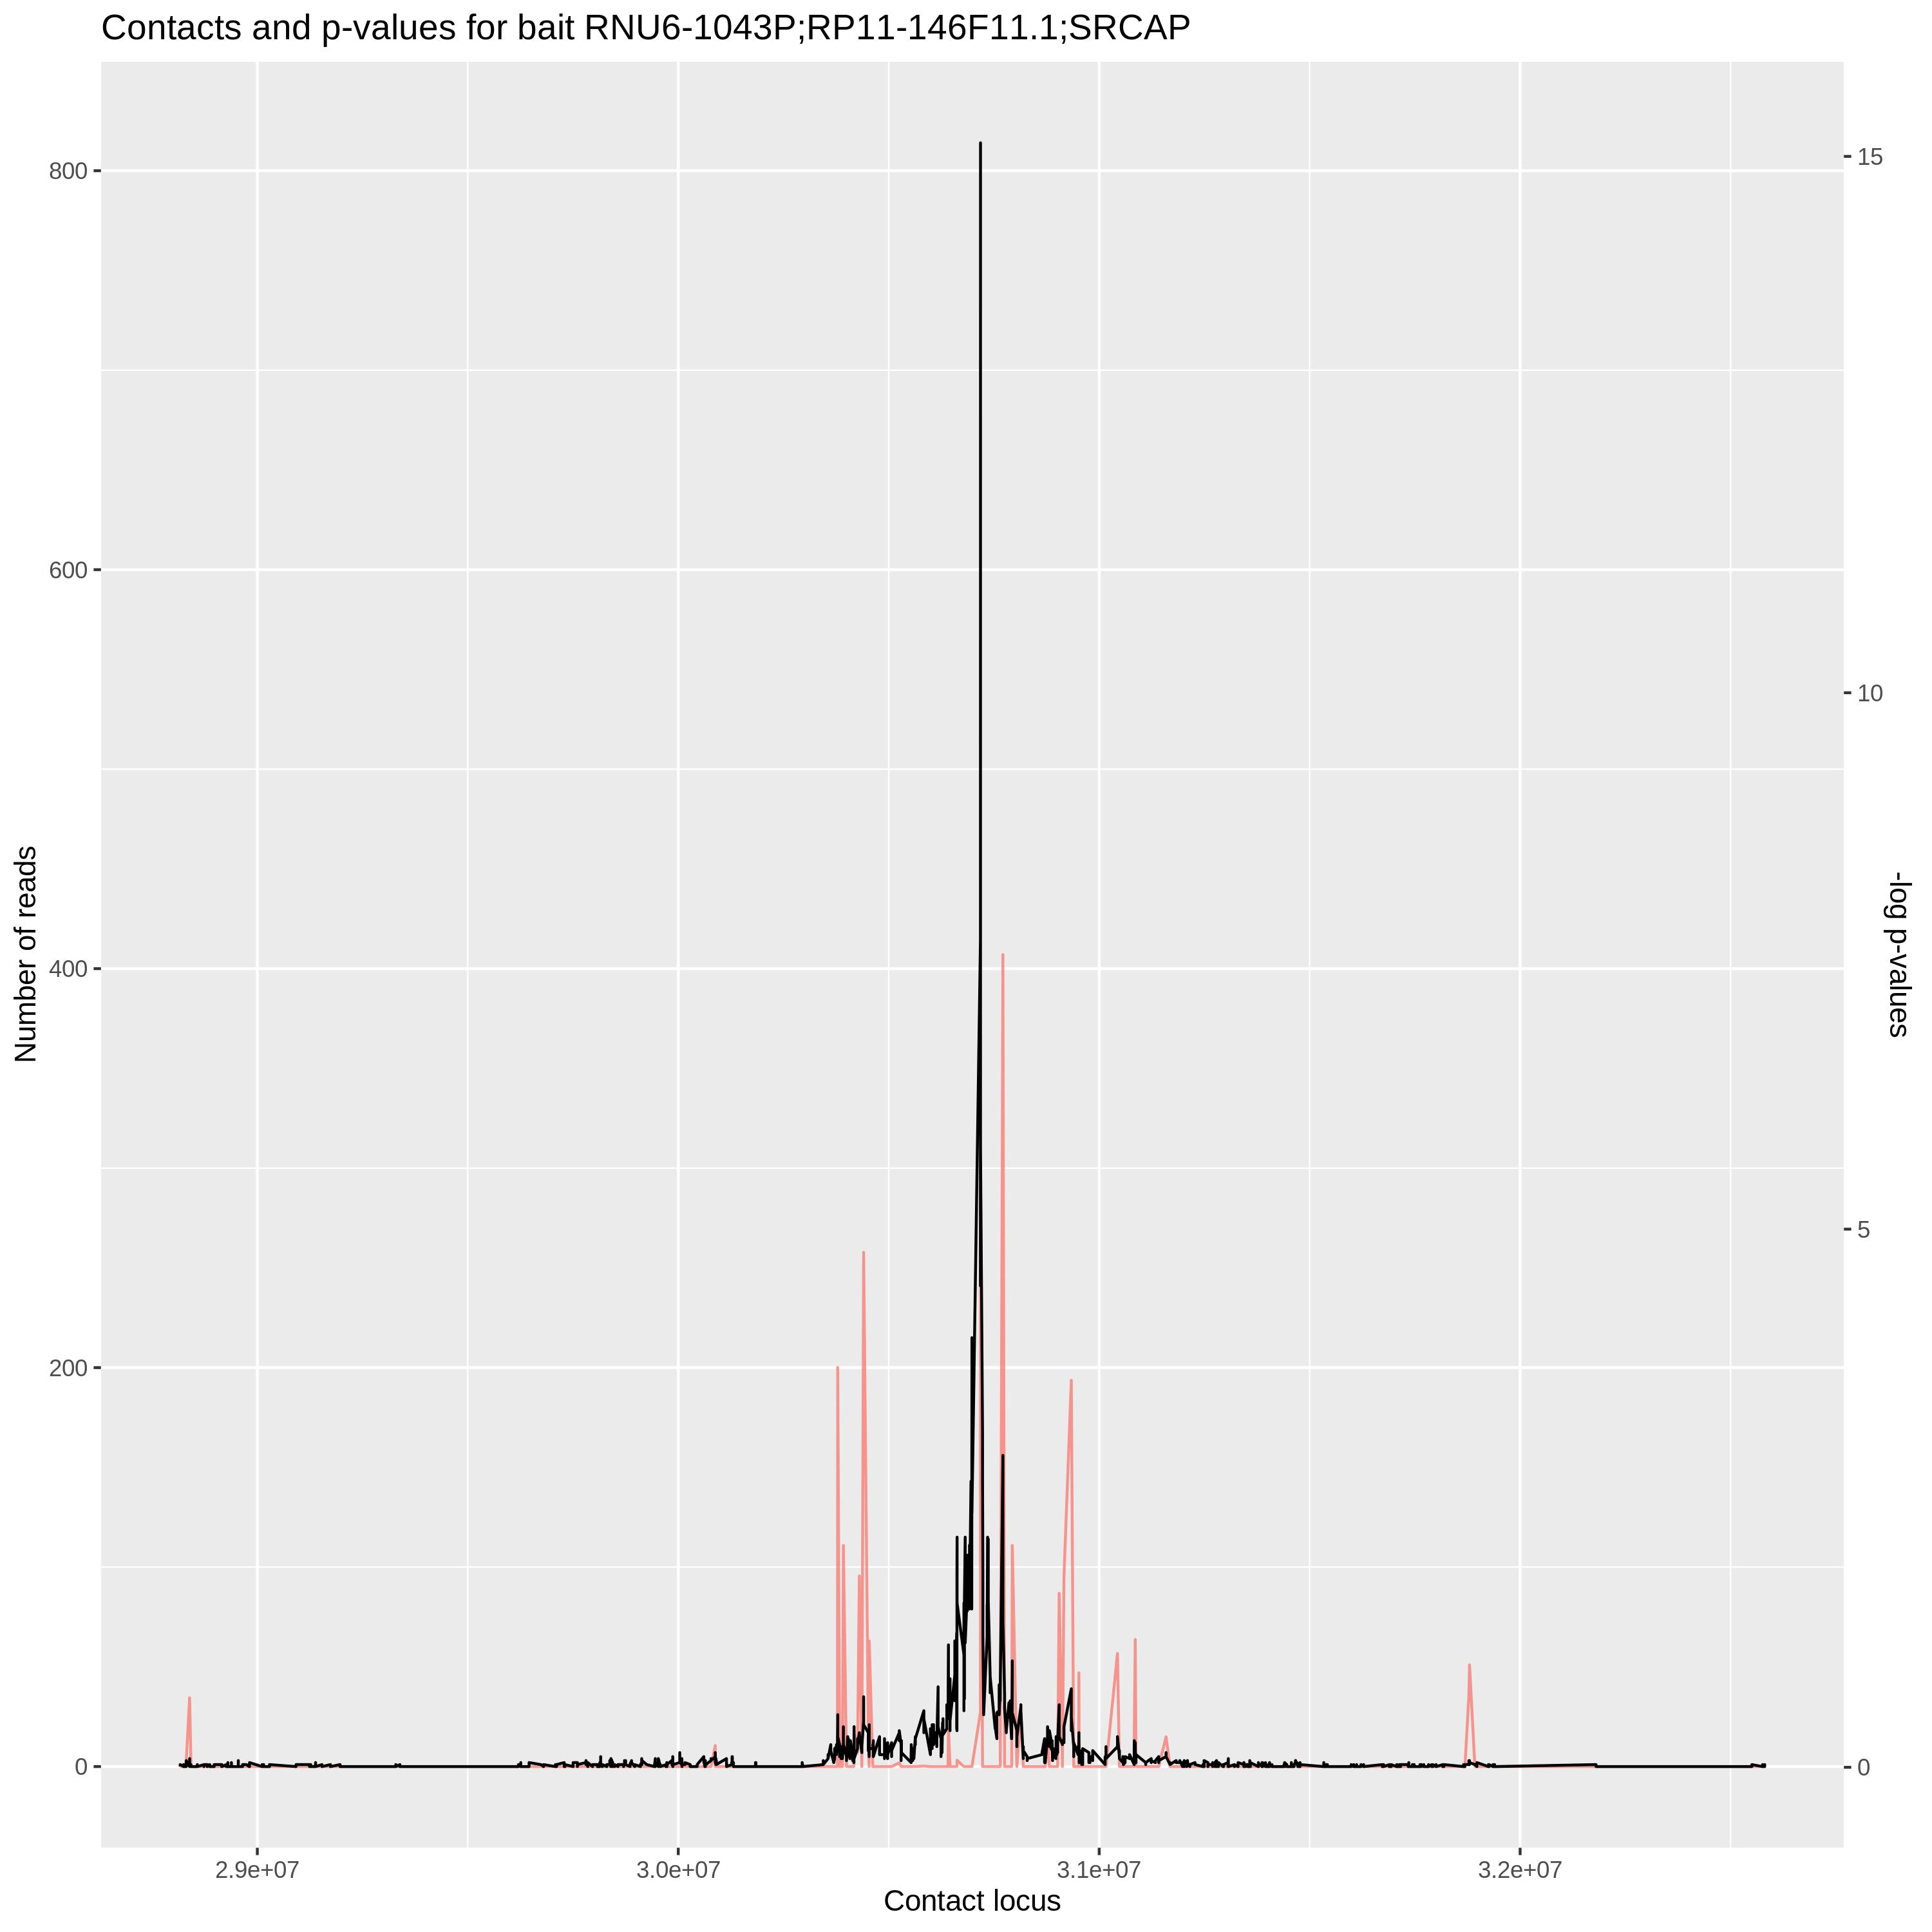 Contacts and p-values for bait RNU6-1043P;RP11-146F11.1;SRCAP
800
600
400
200
0
Number of reads
15
10
5
0
-log p-values
2.9e+07
3.0e+07
3.1e+07
3.2e+07
Contact locus